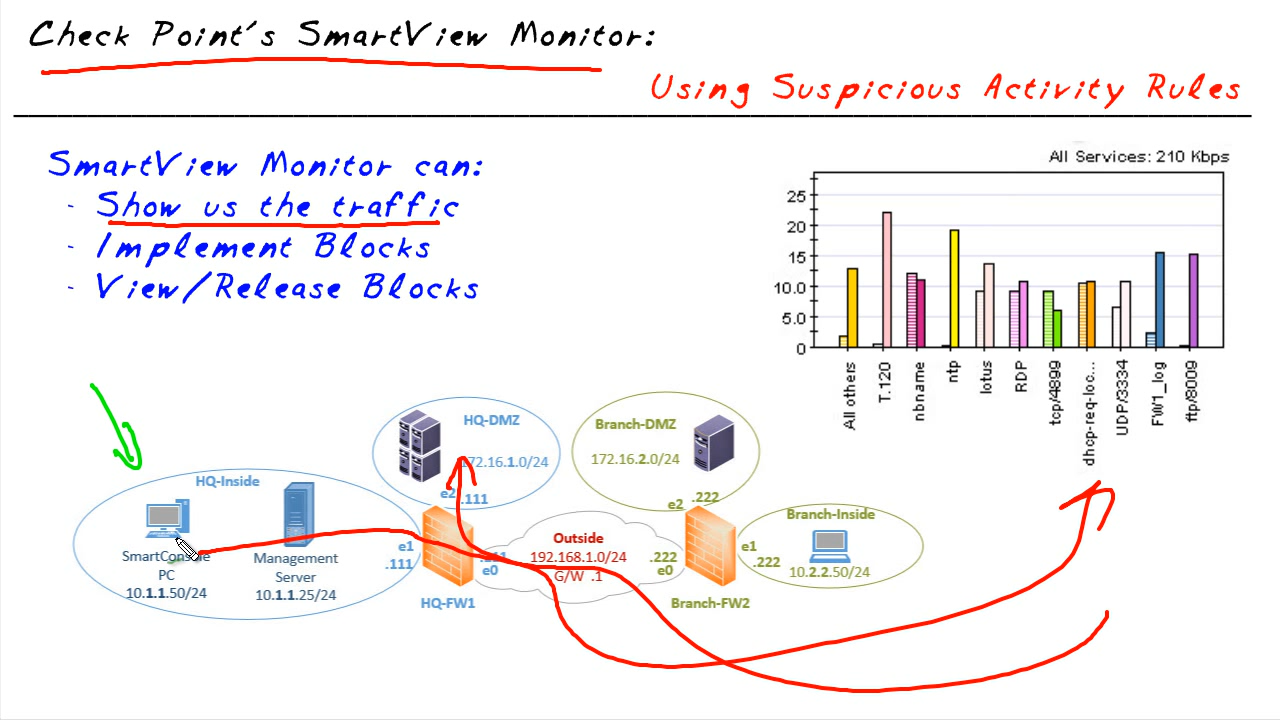 Check Point's SmartView Monitor:
Using Suspicious Activity Rules
SmartView Monitor can:
- Show us the traffic
- Implement Blocks
- View/Release Blocks
All Services: 210 Kbps
25
20
15
10.0
5.0
0
All others
T.120
nbname
ntp
lotus
RDP
tcp/4899
dhcp-req-loc...
UDP/3334
FW1_log
ftp/8009
HQ-DMZ
172.16.1.0/24
e2
.111
Branch-DMZ
172.16.2.0/24
e2
.222
HQ-Inside
SmartConsole
PC
10.1.1.50/24
Management
Server
10.1.1.25/24
e1
.111
HQ-FW1
.111
e0
Outside
192.168.1.0/24
G/W .1
.222
e0
Branch-FW2
e1
.222
Branch-Inside
10.2.2.50/24